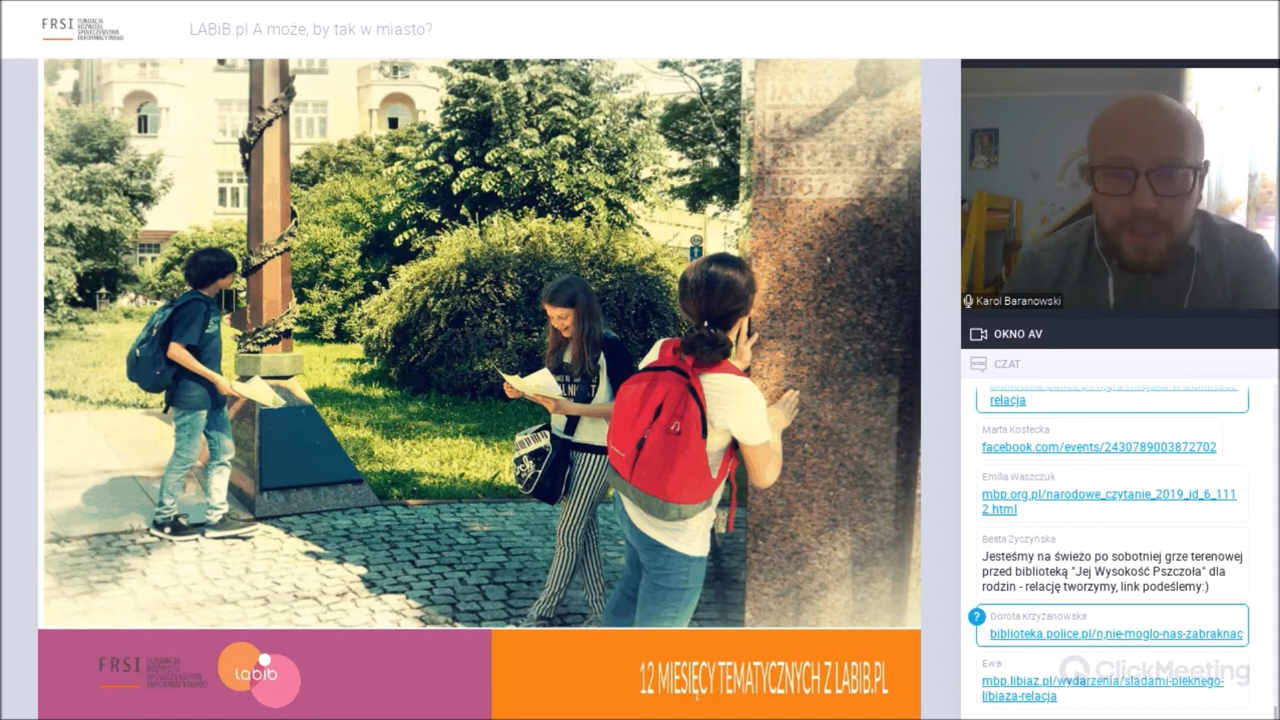 FRSI FUNDACJA
ROZWOJU
SPOŁECZEŃSTWA
INFORMACYJNEGO
LABiB.pl A może, by tak w miasto?
Karol Baranowski
OKNO AV
CZAT
relacja
Marta Kostecka
facebook.com/events/2430789003872702
Emilia Waszczuk
mbp.org.pl/narodowe_czytanie_2019_id_6_111
2.html
Beata Życzyńska
Jesteśmy na świeżo po sobotniej grze terenowej
przed biblioteką "Jej Wysokość Pszczoła" dla
rodzin - relację tworzymy, link podeślemy:)
?
Dorota Krzyżanowska
biblioteka.police.pl/n,nie-moglo-nas-zabraknac
Ewa
mbp.libiaz.pl/wydarzenia/sladami-pieknego-
libiaza-relacja
ClickMeeting
FRSI FUNDACJA
ROZWOJU
SPOŁECZEŃSTWA
INFORMACYJNEGO
labib
12 MIESIĘCY TEMATYCZNYCH Z LABIB.PL